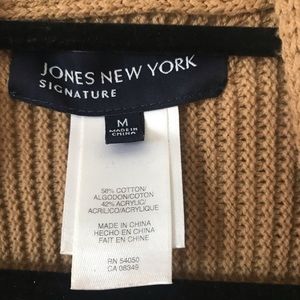 JONES NEW YORK
SIGNATURE
M
MADE IN
CHINA
58% COTTON/
ALGODON/COTON
42% ACRYLIC/
ACRILICO/ACRYLIQUE
MADE IN CHINA
HECHO EN CHINA
FAIT EN CHINE
RN 54050
CA 08349